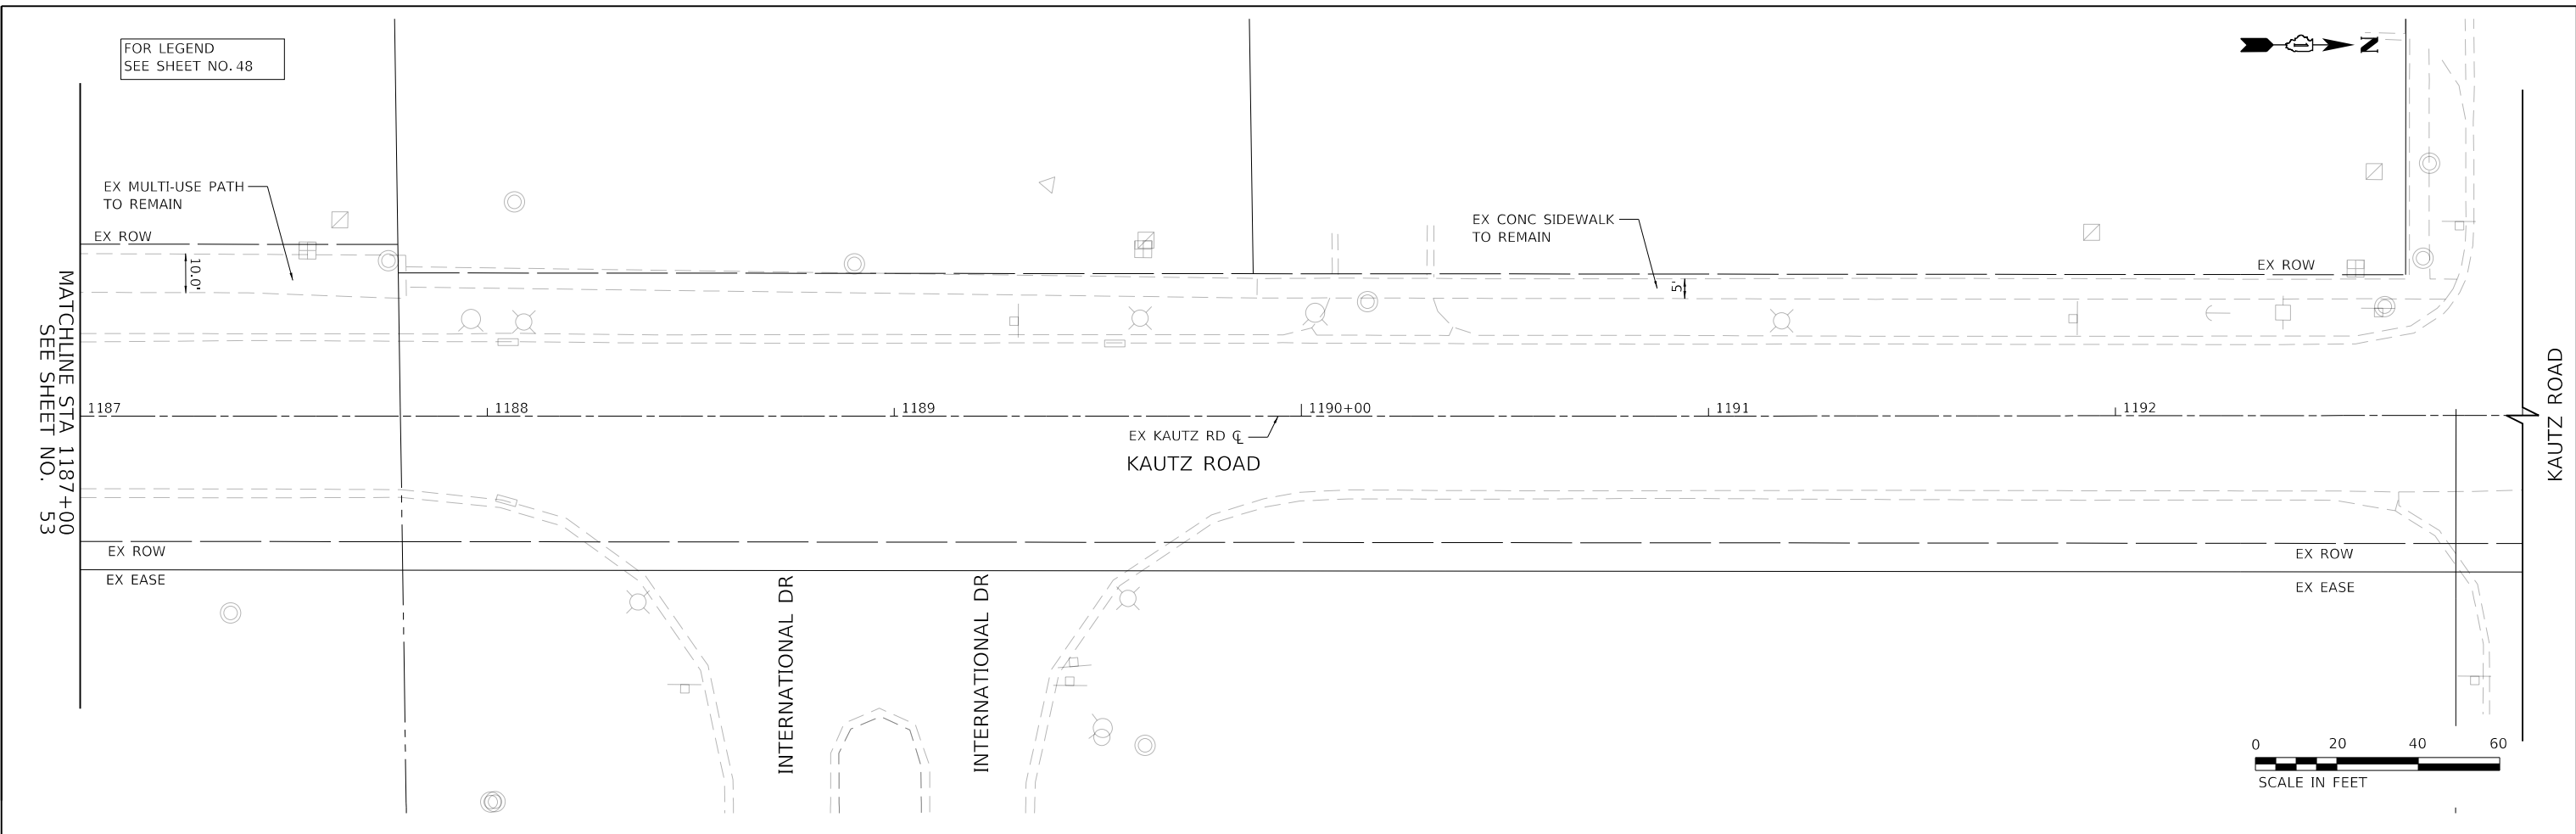 FOR LEGEND
SEE SHEET NO. 48
N
EX MULTI-USE PATH
TO REMAIN
EX ROW
10.0'
EX CONC SIDEWALK
TO REMAIN
EX ROW
5'
MATCHLINE STA 1187+00
SEE SHEET NO. 53
1187
1188
1189
1190+00
1191
1192
EX KAUTZ RD ℄
KAUTZ ROAD
KAUTZ ROAD
EX ROW
EX EASE
INTERNATIONAL DR
INTERNATIONAL DR
EX ROW
EX EASE
0 20 40 60
SCALE IN FEET